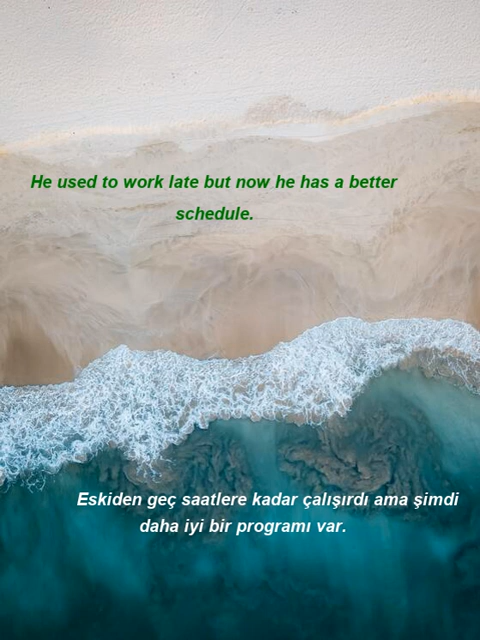 He used to work late but now he has a better
schedule.
Eskiden geç saatlere kadar çalışırdı ama şimdi
daha iyi bir programı var.